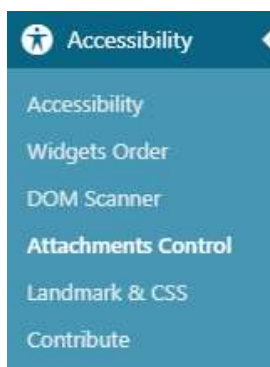 Accessibility
Accessibility
Widgets Order
DOM Scanner
Attachments Control
Landmark & CSS
Contribute